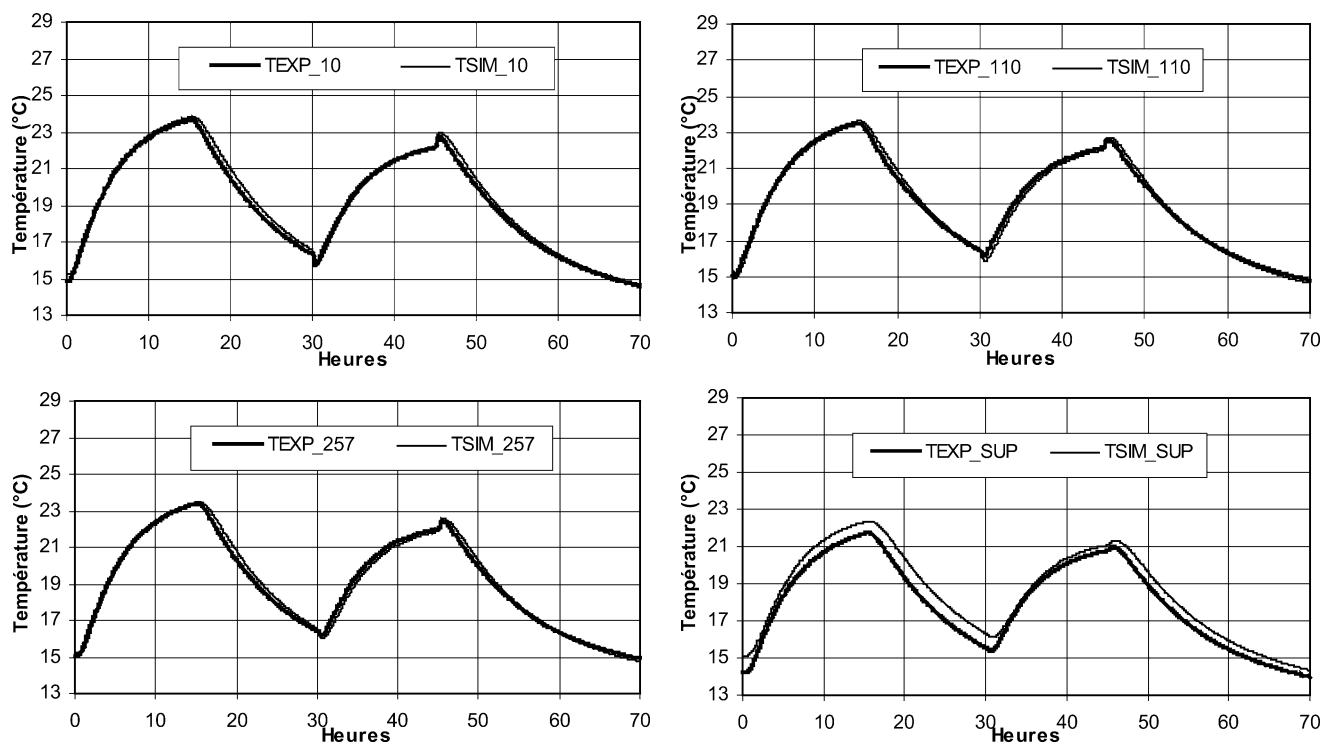 29
27
25
23
21
19
17
15
13
Température (°C)
TEXP_10 TSIM_10
0 10 20 30 40 50 60 70
Heures
29
27
25
23
21
19
17
15
13
Température (°C)
TEXP_110 TSIM_110
0 10 20 30 40 50 60 70
Heures
29
27
25
23
21
19
17
15
13
Température (°C)
TEXP_257 TSIM_257
0 10 20 30 40 50 60 70
Heures
29
27
25
23
21
19
17
15
13
Température (°C)
TEXP_SUP TSIM_SUP
0 10 20 30 40 50 60 70
Heures